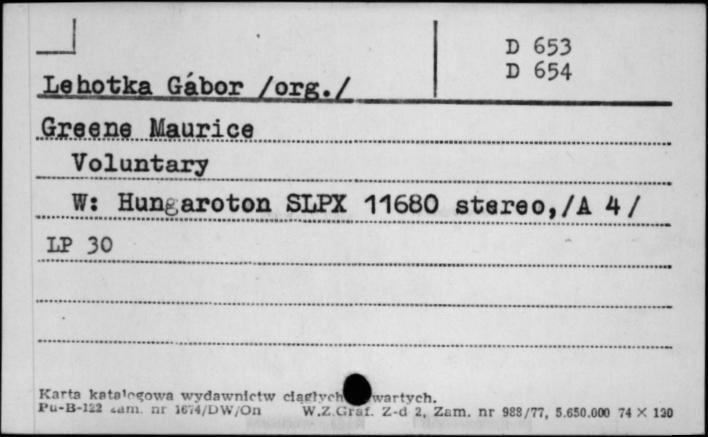 D 653
D 654
Lehotka Gábor /org./
Greene Maurice
Voluntary
W: Hungaroton SLPX 11680 stereo,/A 4/
LP 30
Karta katalogowa wydawnictw ciągłych wartych.
Pu-B-122 zam. nr 1674/DW/On W.Z.Graf. Z-d 2, Zam. nr 988/77, 5.650.000 74 X 120